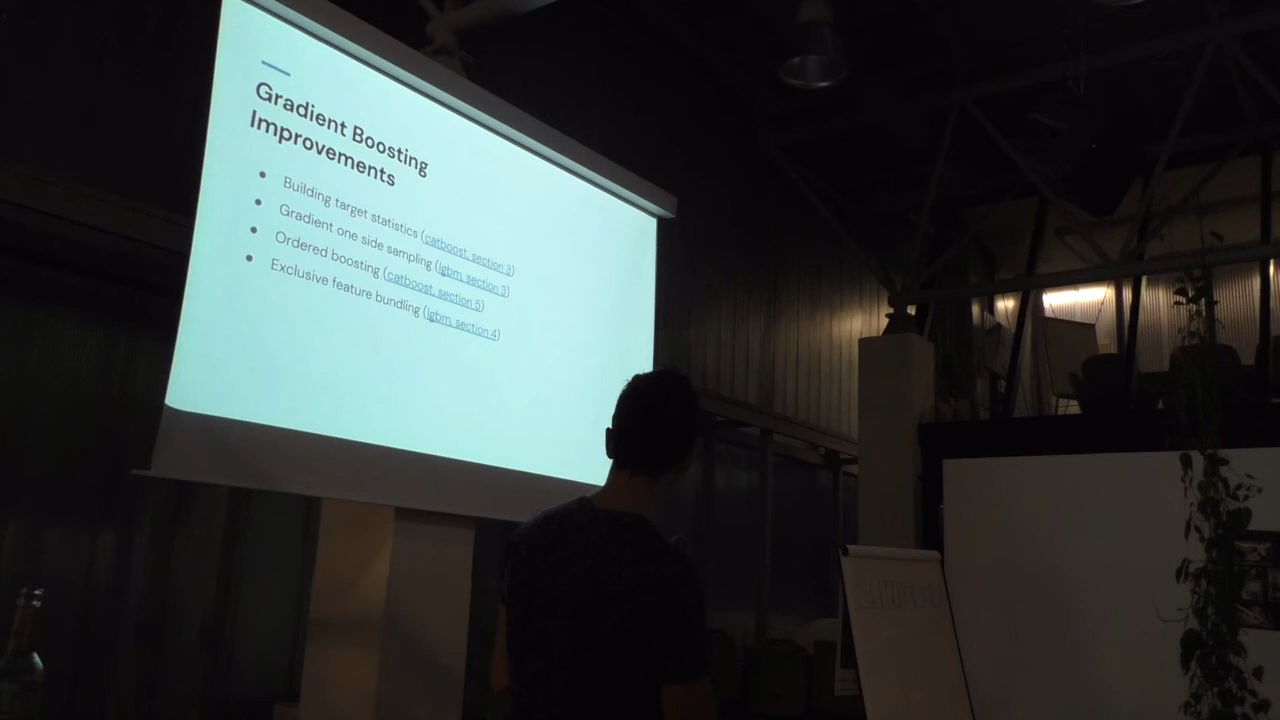 Gradient Boosting
Improvements
Building target statistics (catboost, section 3)
Gradient one side sampling (lgbm, section 3)
Ordered boosting (catboost, section 5)
Exclusive feature bundling (lgbm, section 4)